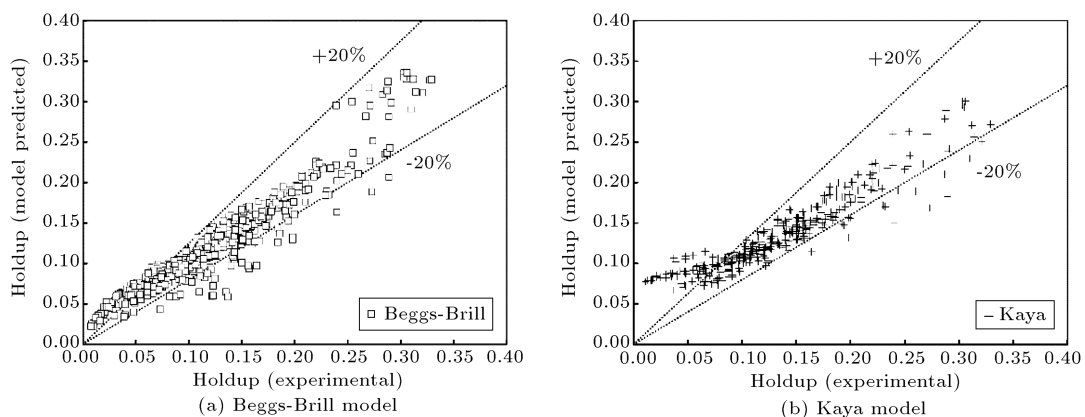 0.40
0.35
0.30
0.25
0.20
0.15
0.10
0.05
0.00
Holdup (model predicted)
+20%
-20%
Beggs-Brill
0.00 0.05 0.10 0.15 0.20 0.25 0.30 0.35 0.40
Holdup (experimental)
(a) Beggs-Brill model
0.40
0.35
0.30
0.25
0.20
0.15
0.10
0.05
0.00
Holdup (model predicted)
+20%
-20%
Kaya
0.00 0.05 0.10 0.15 0.20 0.25 0.30 0.35 0.40
Holdup (experimental)
(b) Kaya model